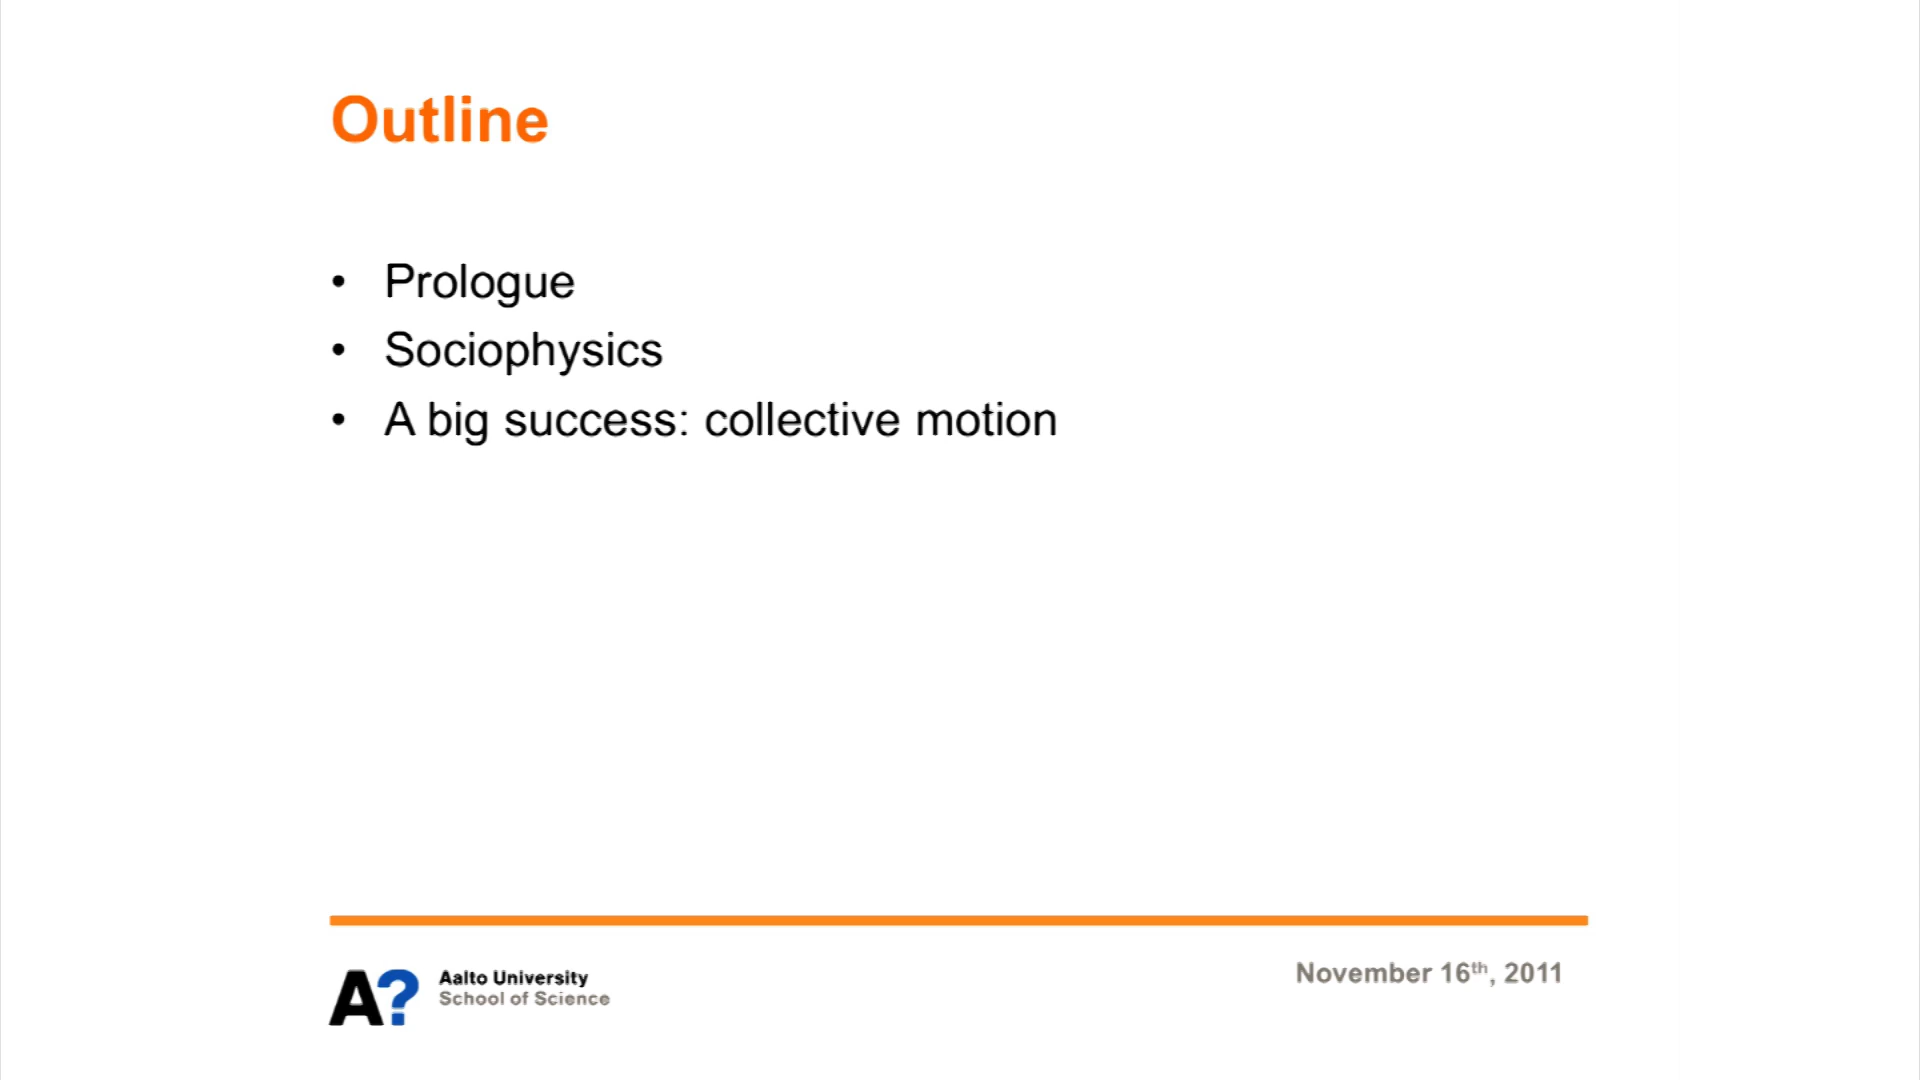 Outline
• Prologue
• Sociophysics
• A big success: collective motion
A?
Aalto University
School of Science
November 16th, 2011